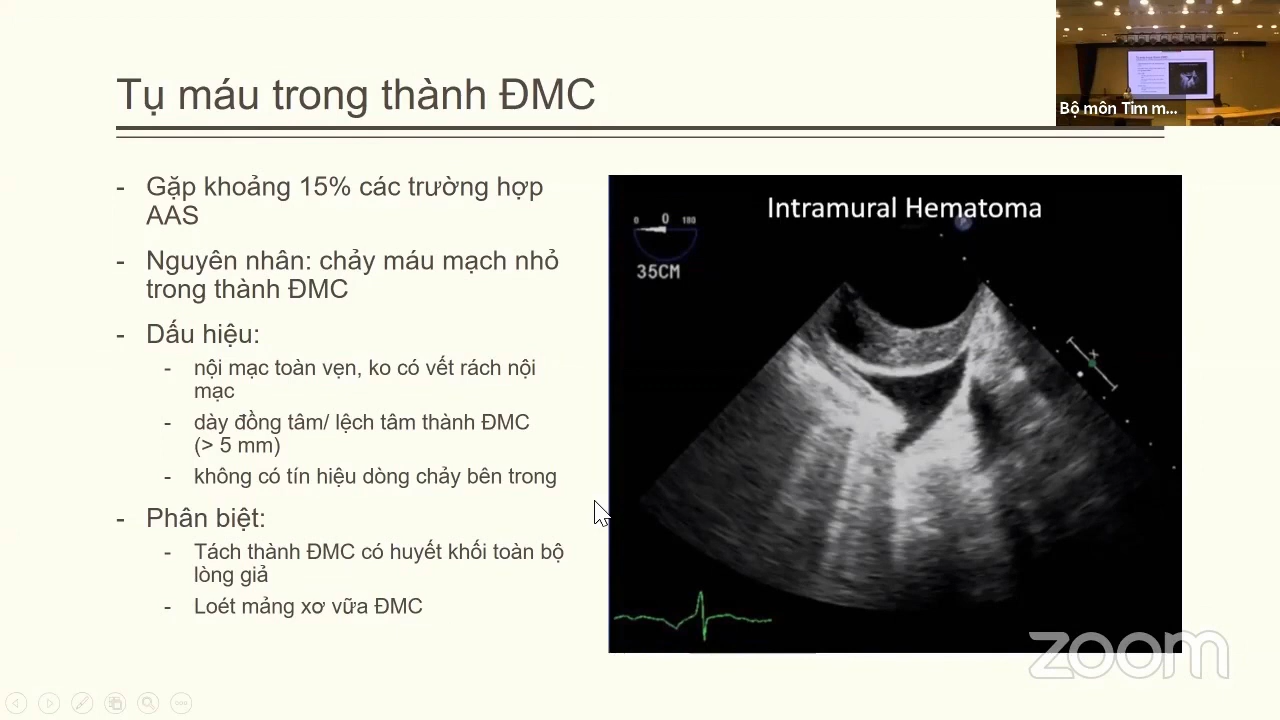 Tụ máu trong thành ĐMC
Bộ môn Tim m...
- Gặp khoảng 15% các trường hợp
AAS
- Nguyên nhân: chảy máu mạch nhỏ
trong thành ĐMC
- Dấu hiệu:
- nội mạc toàn vẹn, ko có vết rách nội
mạc
- dày đồng tâm/ lệch tâm thành ĐMC
(> 5 mm)
- không có tín hiệu dòng chảy bên trong
- Phân biệt:
- Tách thành ĐMC có huyết khối toàn bộ
lòng giả
- Loét mảng xơ vữa ĐMC
Intramural Hematoma
0 0 180
35CM
zoom